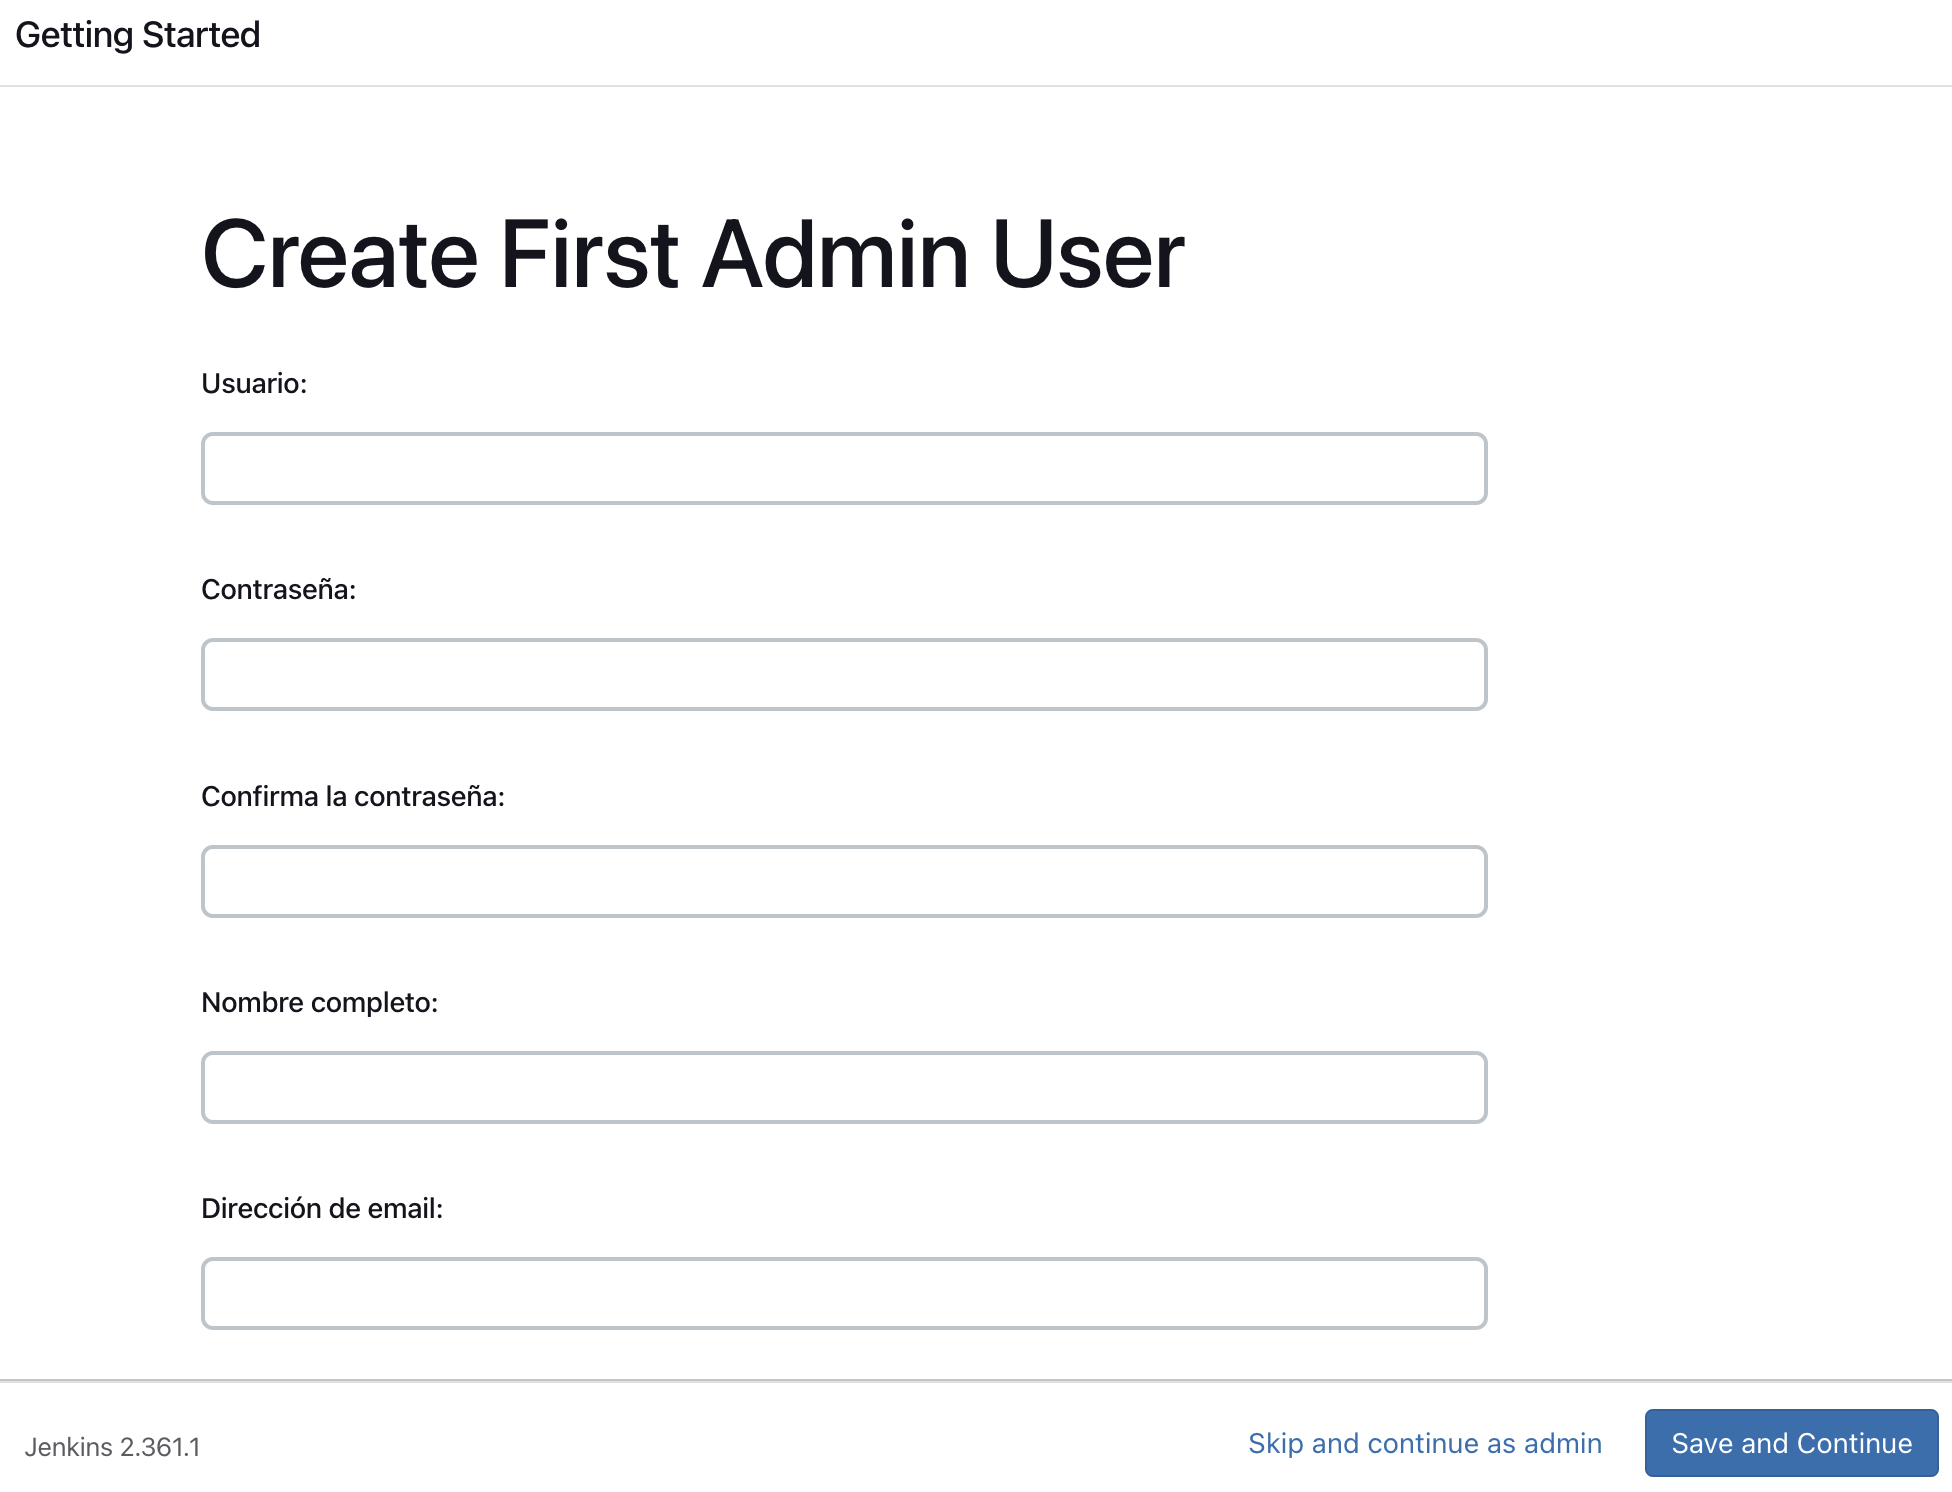 Getting Started
Create First Admin User
Usuario:
Contraseña:
Confirma la contraseña:
Nombre completo:
Dirección de email:
Jenkins 2.361.1
Skip and continue as admin
Save and Continue